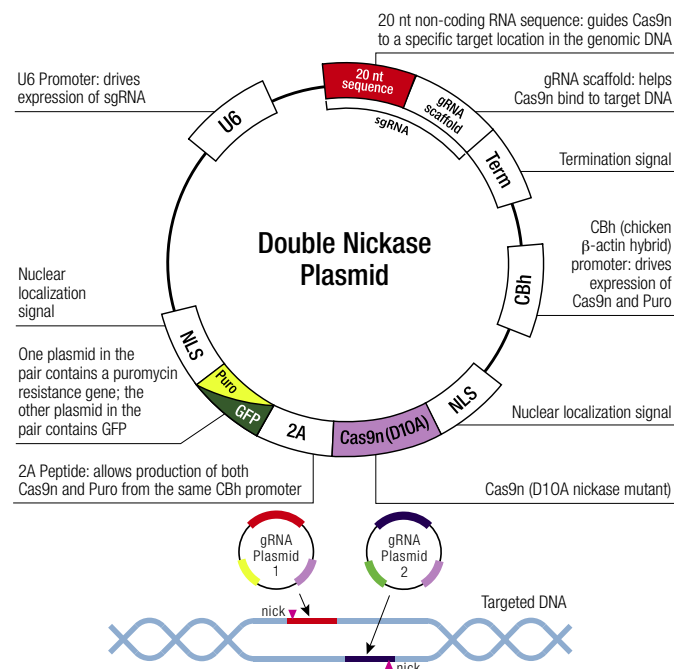 20 nt non-coding RNA sequence: guides Cas9n
to a specific target location in the genomic DNA
U6 Promoter: drives
expression of sgRNA
20 nt
sequence
gRNA
scaffold
sgRNA
gRNA scaffold: helps
Cas9n bind to target DNA
U6
Term
Termination signal
Double Nickase
Plasmid
CBh
CBh (chicken
β-actin hybrid)
promoter: drives
expression of
Cas9n and Puro
Nuclear
localization
signal
NLS
One plasmid in the
pair contains a puromycin
resistance gene; the
other plasmid in the
pair contains GFP
Puro
GFP
2A
Cas9n (D10A)
NLS
Nuclear localization signal
2A Peptide: allows production of both
Cas9n and Puro from the same CBh promoter
Cas9n (D10A nickase mutant)
gRNA
Plasmid
1
gRNA
Plasmid
2
nick
Targeted DNA
nick